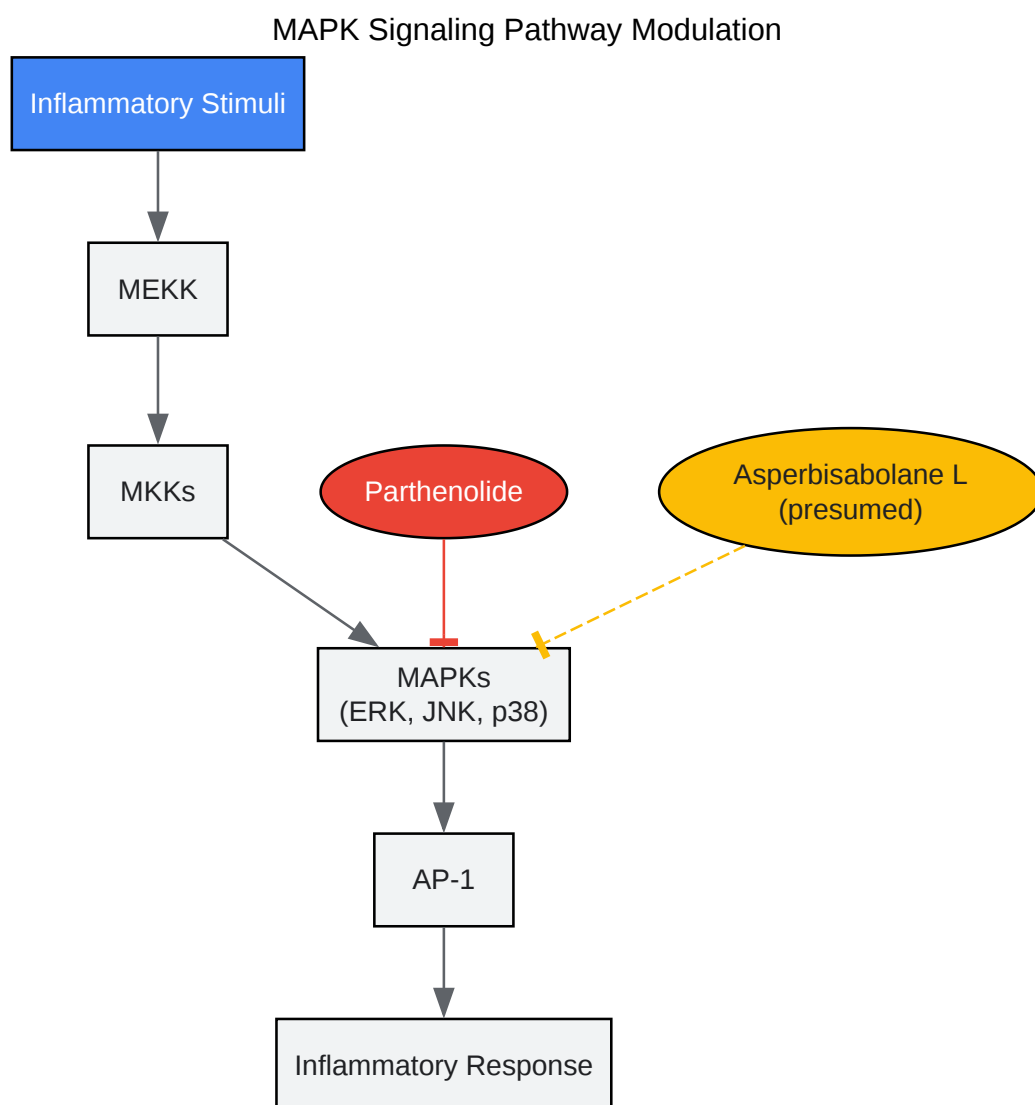 MAPK Signaling Pathway Modulation
Inflammatory Stimuli
MEKK
MKKs
Parthenolide
Asperbisabolane L
(presumed)
MAPKs
(ERK, JNK, p38)
AP-1
Inflammatory Response